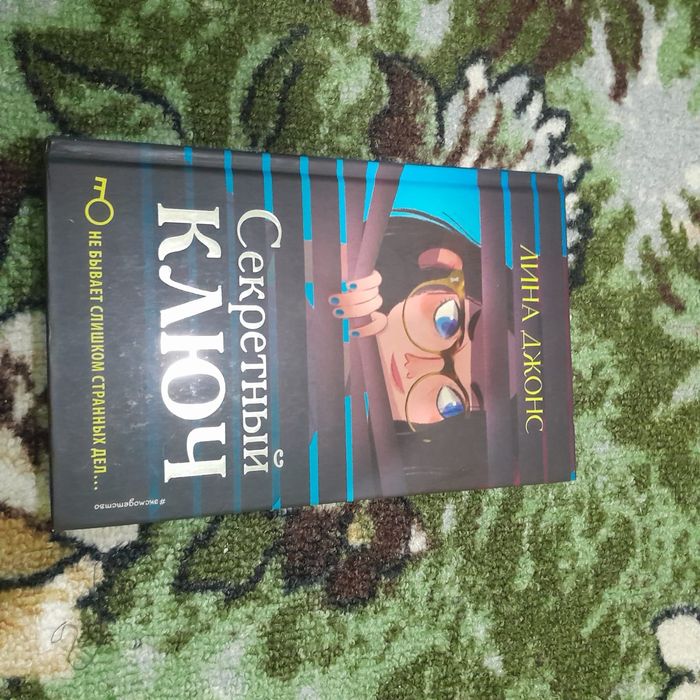 ЛИНА ДЖОНС
Секретный
КЛЮЧ
НЕ БЫВАЕТ СЛИШКОМ СТРАННЫХ ДЕЛ...
#эксмодетство